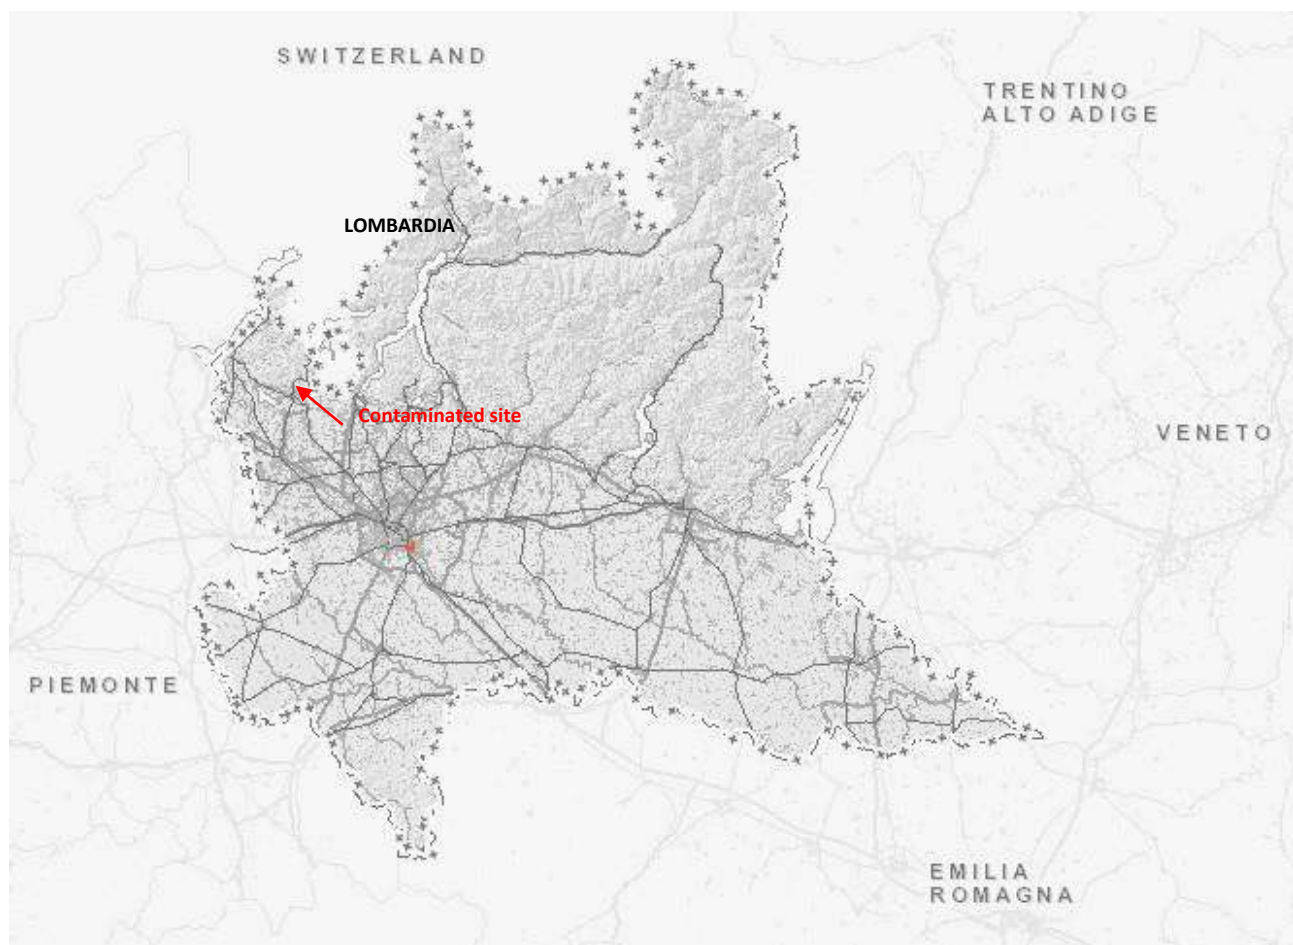 SWITZERLAND
TRENTINO
ALTO ADIGE
LOMBARDIA
Contaminated site
VENETO
PIEMONTE
EMILIA
ROMAGNA